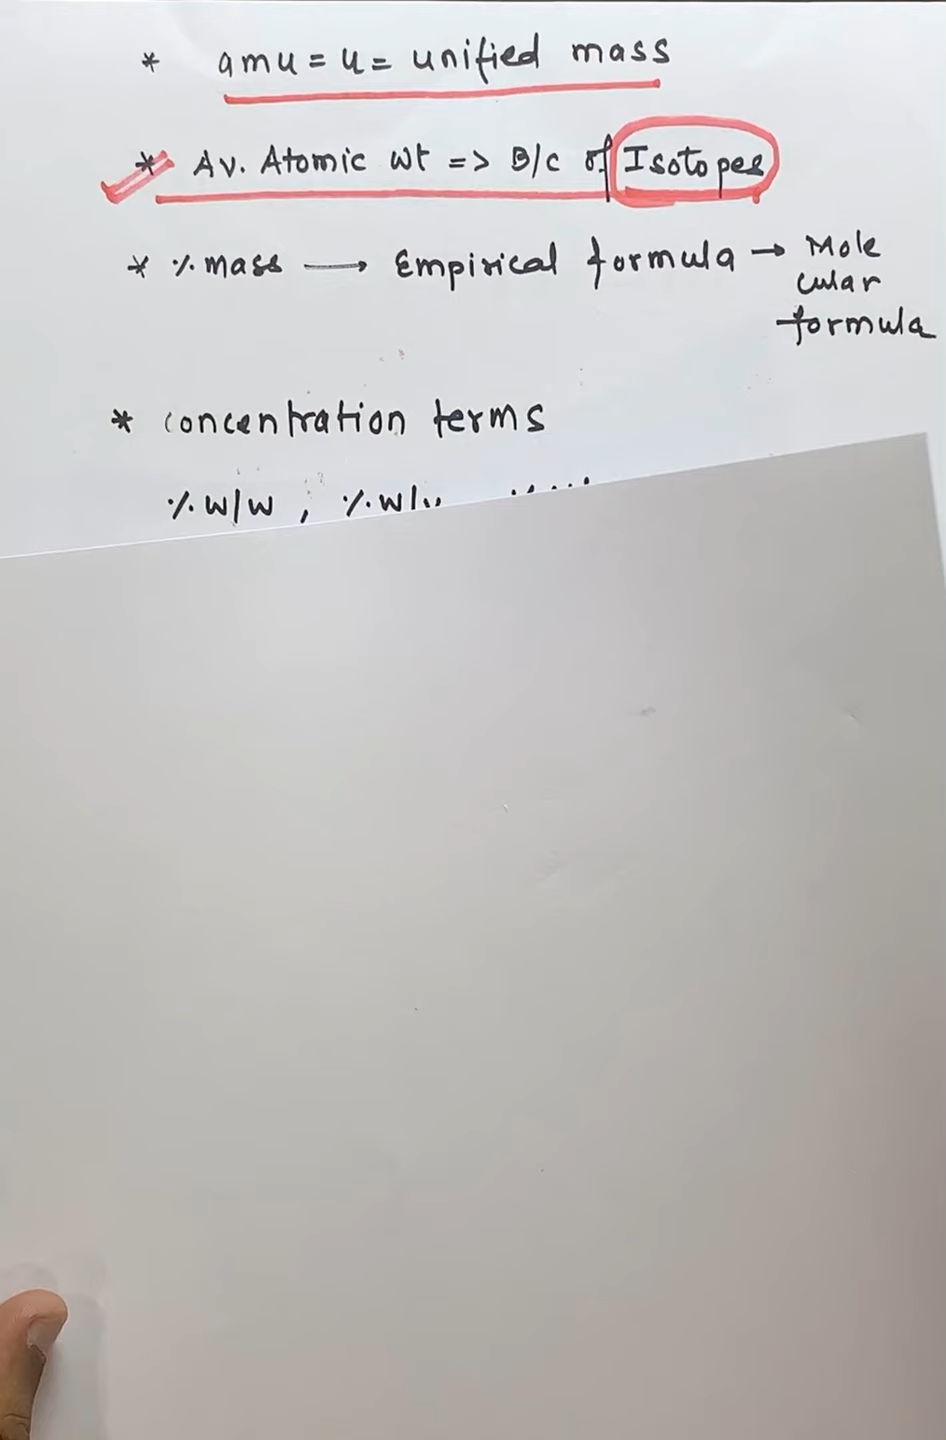 * amu = u = unified mass
* Av. Atomic wt => B/c of Isotopes
* % mass → Empirical formula → Mole
cular
formula
* concentration terms
% w/w , % w/v